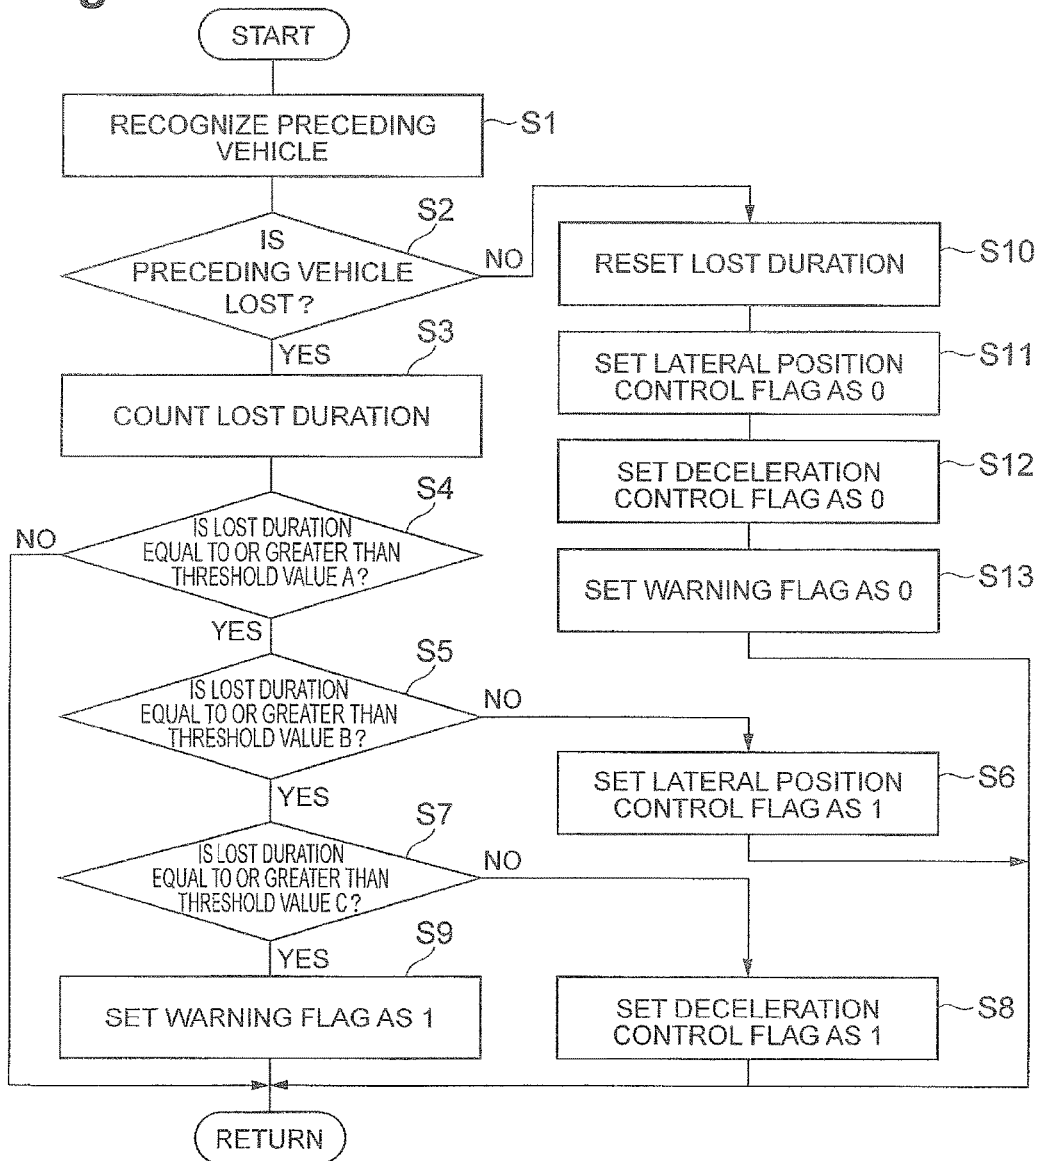 START
RECOGNIZE PRECEDING
VEHICLE
S1
IS
PRECEDING VEHICLE
LOST?
S2
NO
YES
RESET LOST DURATION
S10
SET LATERAL POSITION
CONTROL FLAG AS 0
S11
SET DECELERATION
CONTROL FLAG AS 0
S12
SET WARNING FLAG AS 0
S13
COUNT LOST DURATION
S3
IS LOST DURATION
EQUAL TO OR GREATER THAN
THRESHOLD VALUE A?
S4
NO
YES
IS LOST DURATION
EQUAL TO OR GREATER THAN
THRESHOLD VALUE B?
S5
NO
YES
SET LATERAL POSITION
CONTROL FLAG AS 1
S6
IS LOST DURATION
EQUAL TO OR GREATER THAN
THRESHOLD VALUE C?
S7
NO
YES
SET WARNING FLAG AS 1
S9
SET DECELERATION
CONTROL FLAG AS 1
S8
RETURN